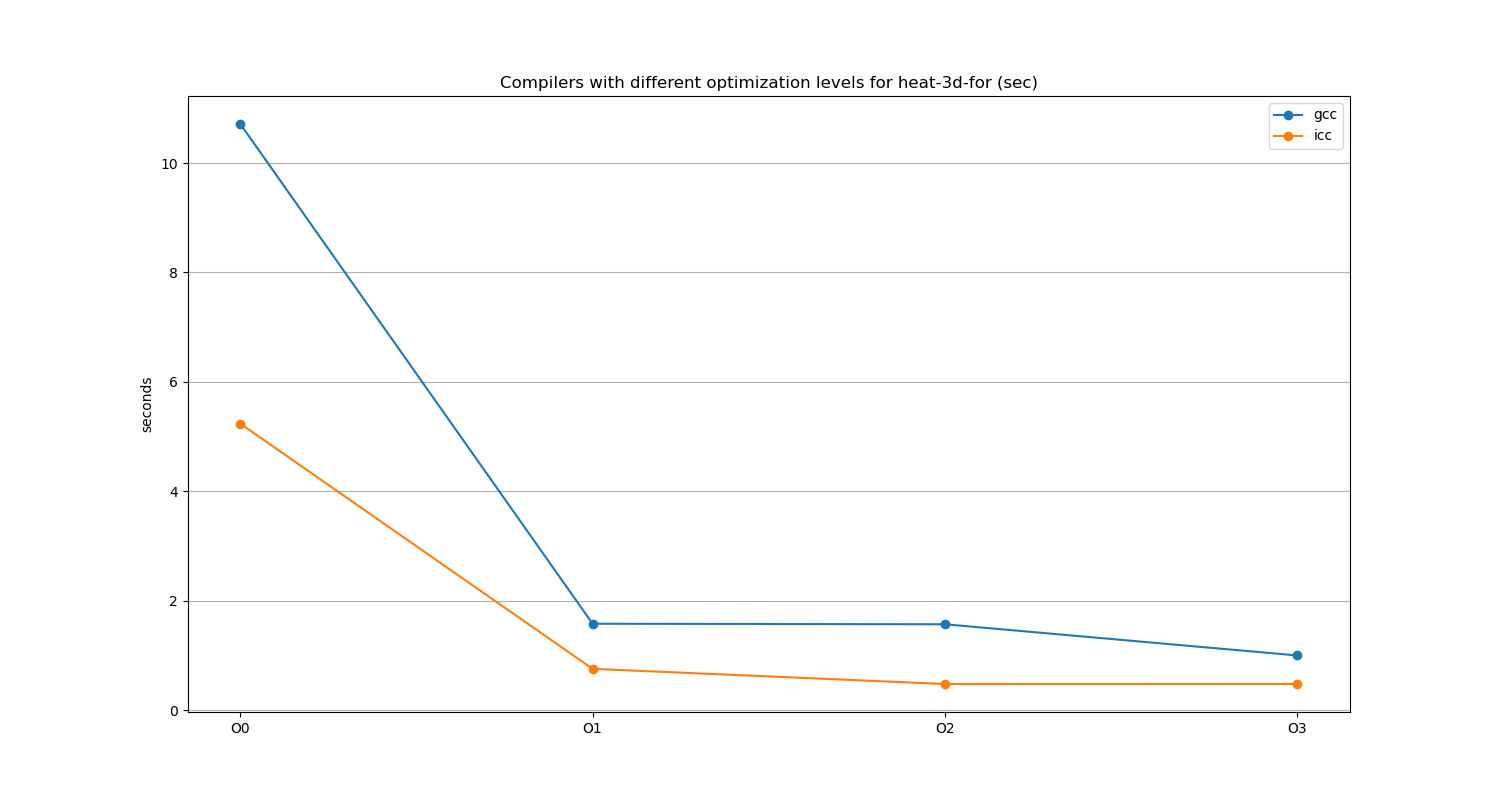 Compilers with different optimization levels for heat-3d-for (sec)
gcc
icc
10
8
6
4
2
0
seconds
O0
O1
O2
O3